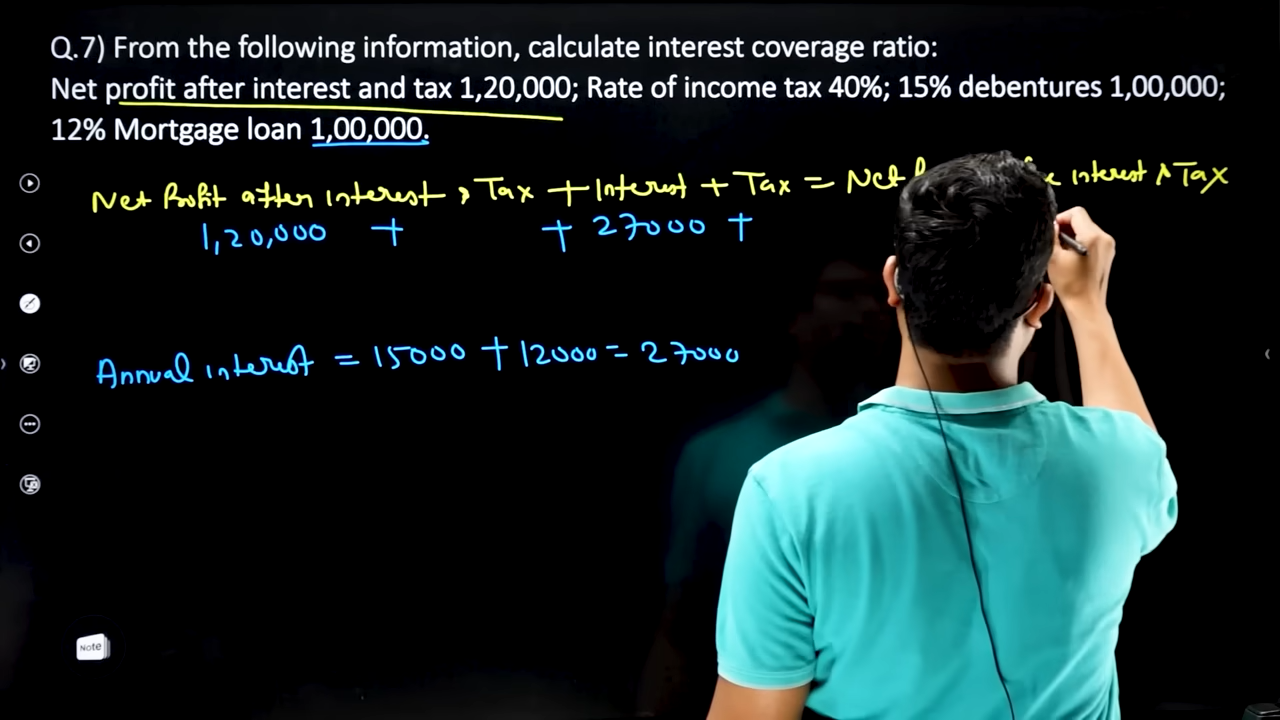 Q.7) From the following information, calculate interest coverage ratio:
Net profit after interest and tax 1,20,000; Rate of income tax 40%; 15% debentures 1,00,000;
12% Mortgage loan 1,00,000.
Net Profit after interest & Tax + Interest + Tax = Net interest & Tax
1,20,000 + + 27000 +
Annual interest = 15000 + 12000 = 27000
Note